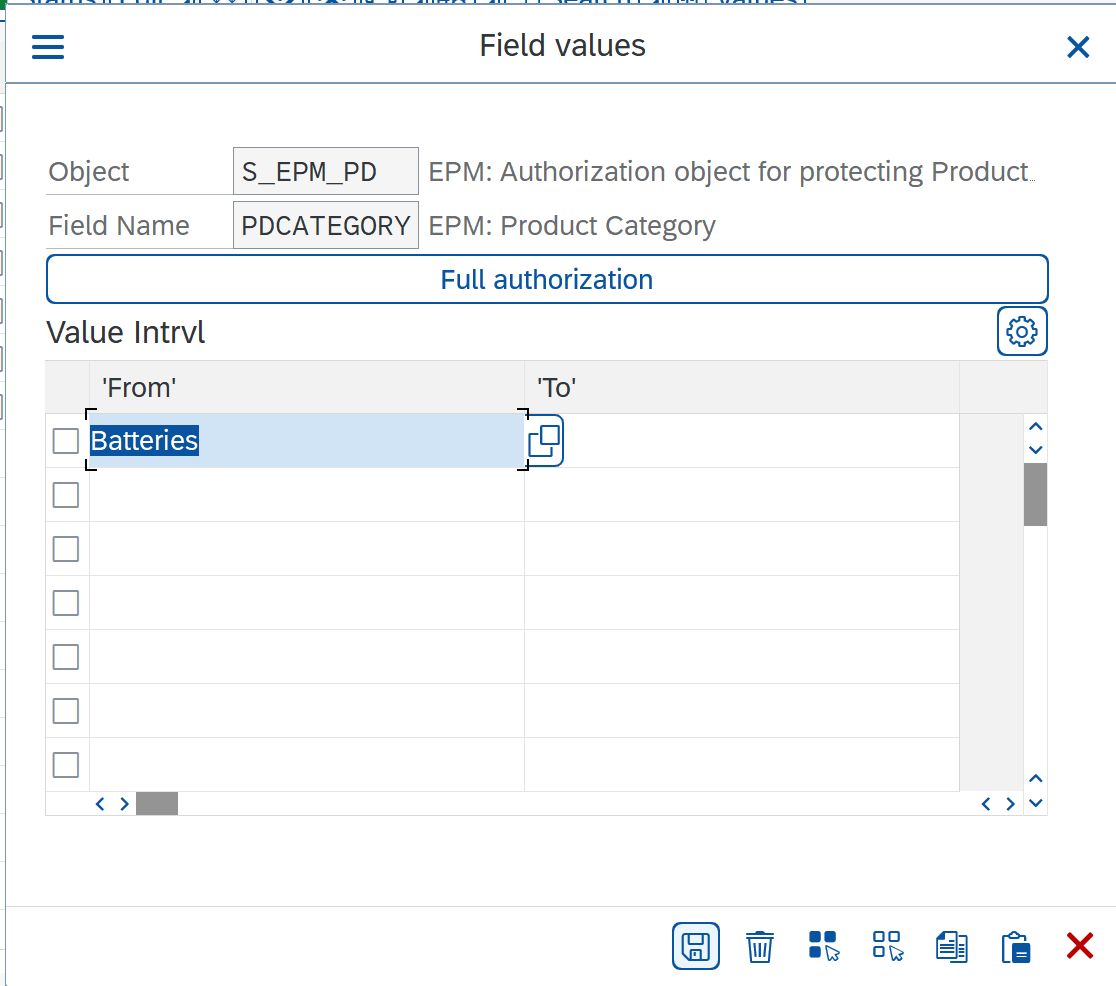 Field values
Object S_EPM_PD EPM: Authorization object for protecting Product...
Field Name PDCATEGORY EPM: Product Category
Full authorization
Value Intrvl
'From' 'To'
Batteries